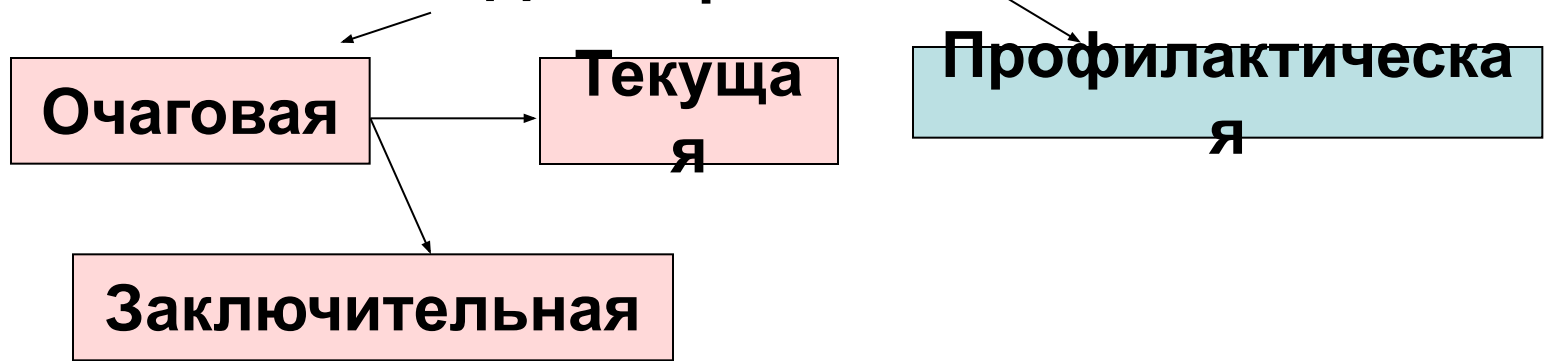 Очаговая
Текуща
я
Профилактическа
я
Заключительная